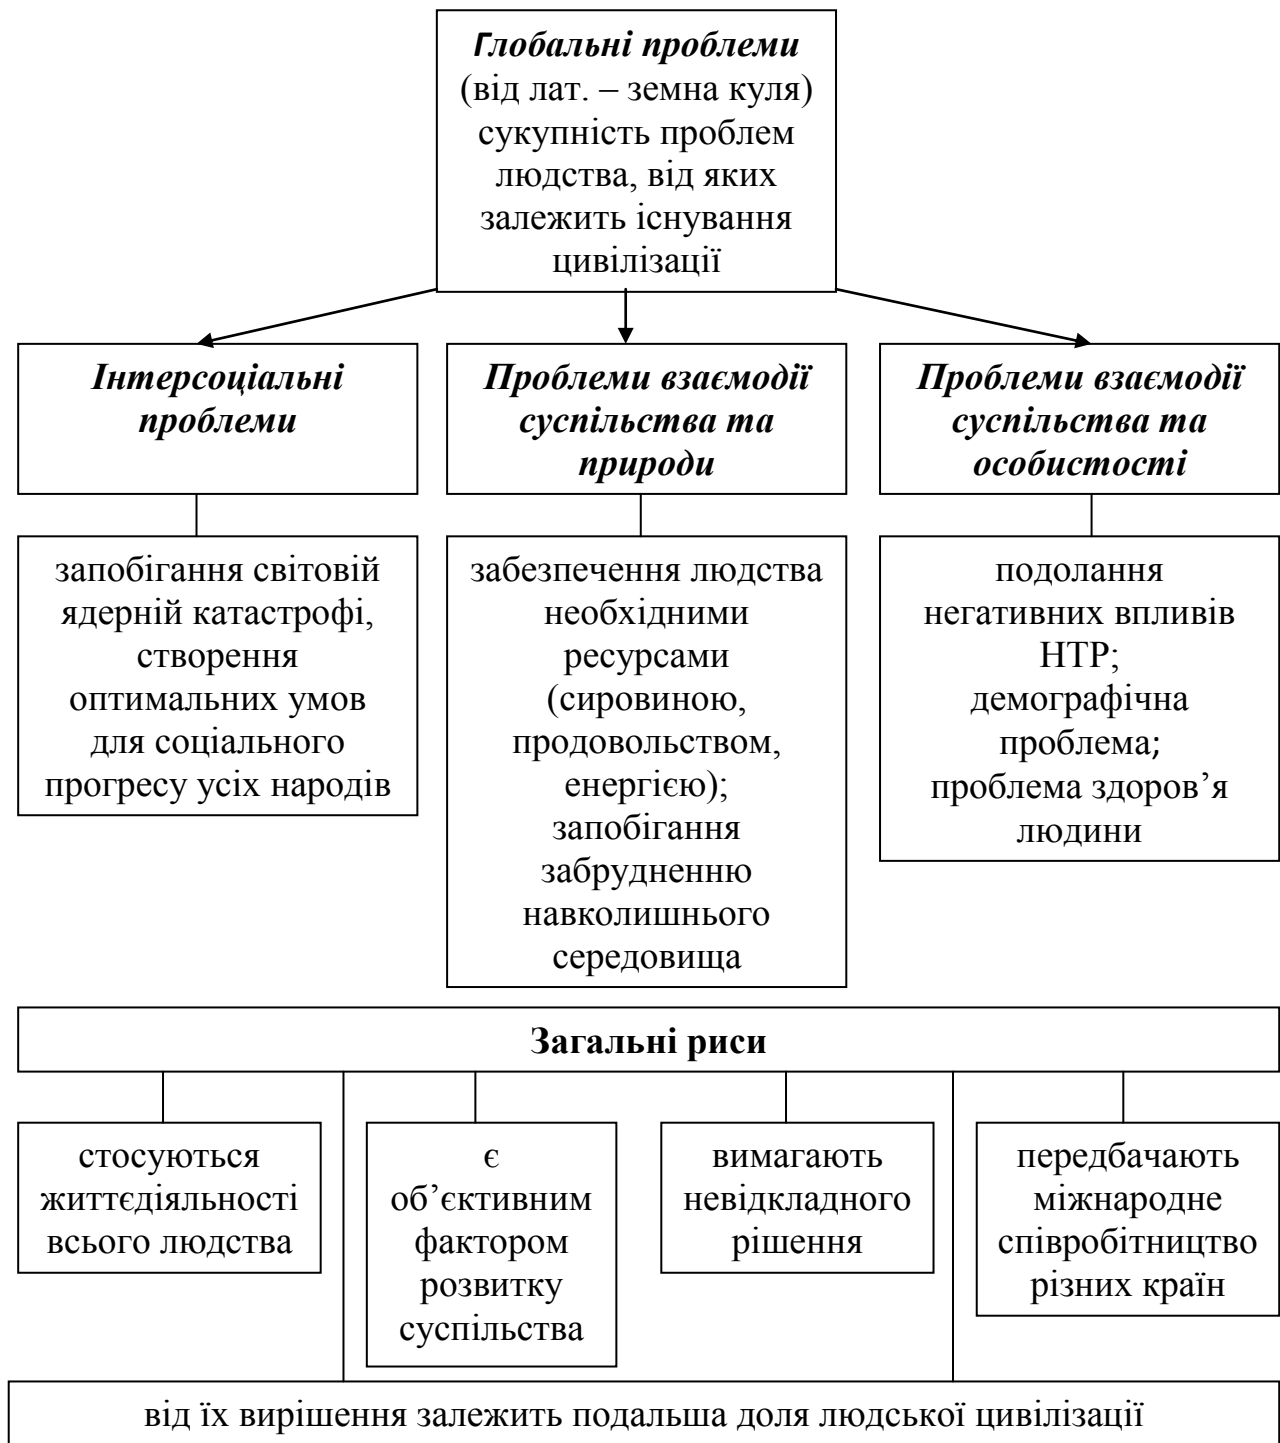 Глобальні проблеми
(від лат. – земна куля)
сукупність проблем
людства, від яких
залежить існування
цивілізації
Інтерсоціальні
проблеми
Проблеми взаємодії
суспільства та
природи
Проблеми взаємодії
суспільства та
особистості
запобігання світовій
ядерній катастрофі,
створення
оптимальних умов
для соціального
прогресу усіх народів
забезпечення людства
необхідними
ресурсами
(сировиною,
продовольством,
енергією);
запобігання
забрудненню
навколишнього
середовища
подолання
негативних впливів
НТР;
демографічна
проблема;
проблема здоров’я
людини
Загальні риси
стосуються
життєдіяльності
всього людства
є
об’єктивним
фактором
розвитку
суспільства
вимагають
невідкладного
рішення
передбачають
міжнародне
співробітництво
різних країн
від їх вирішення залежить подальша доля людської цивілізації